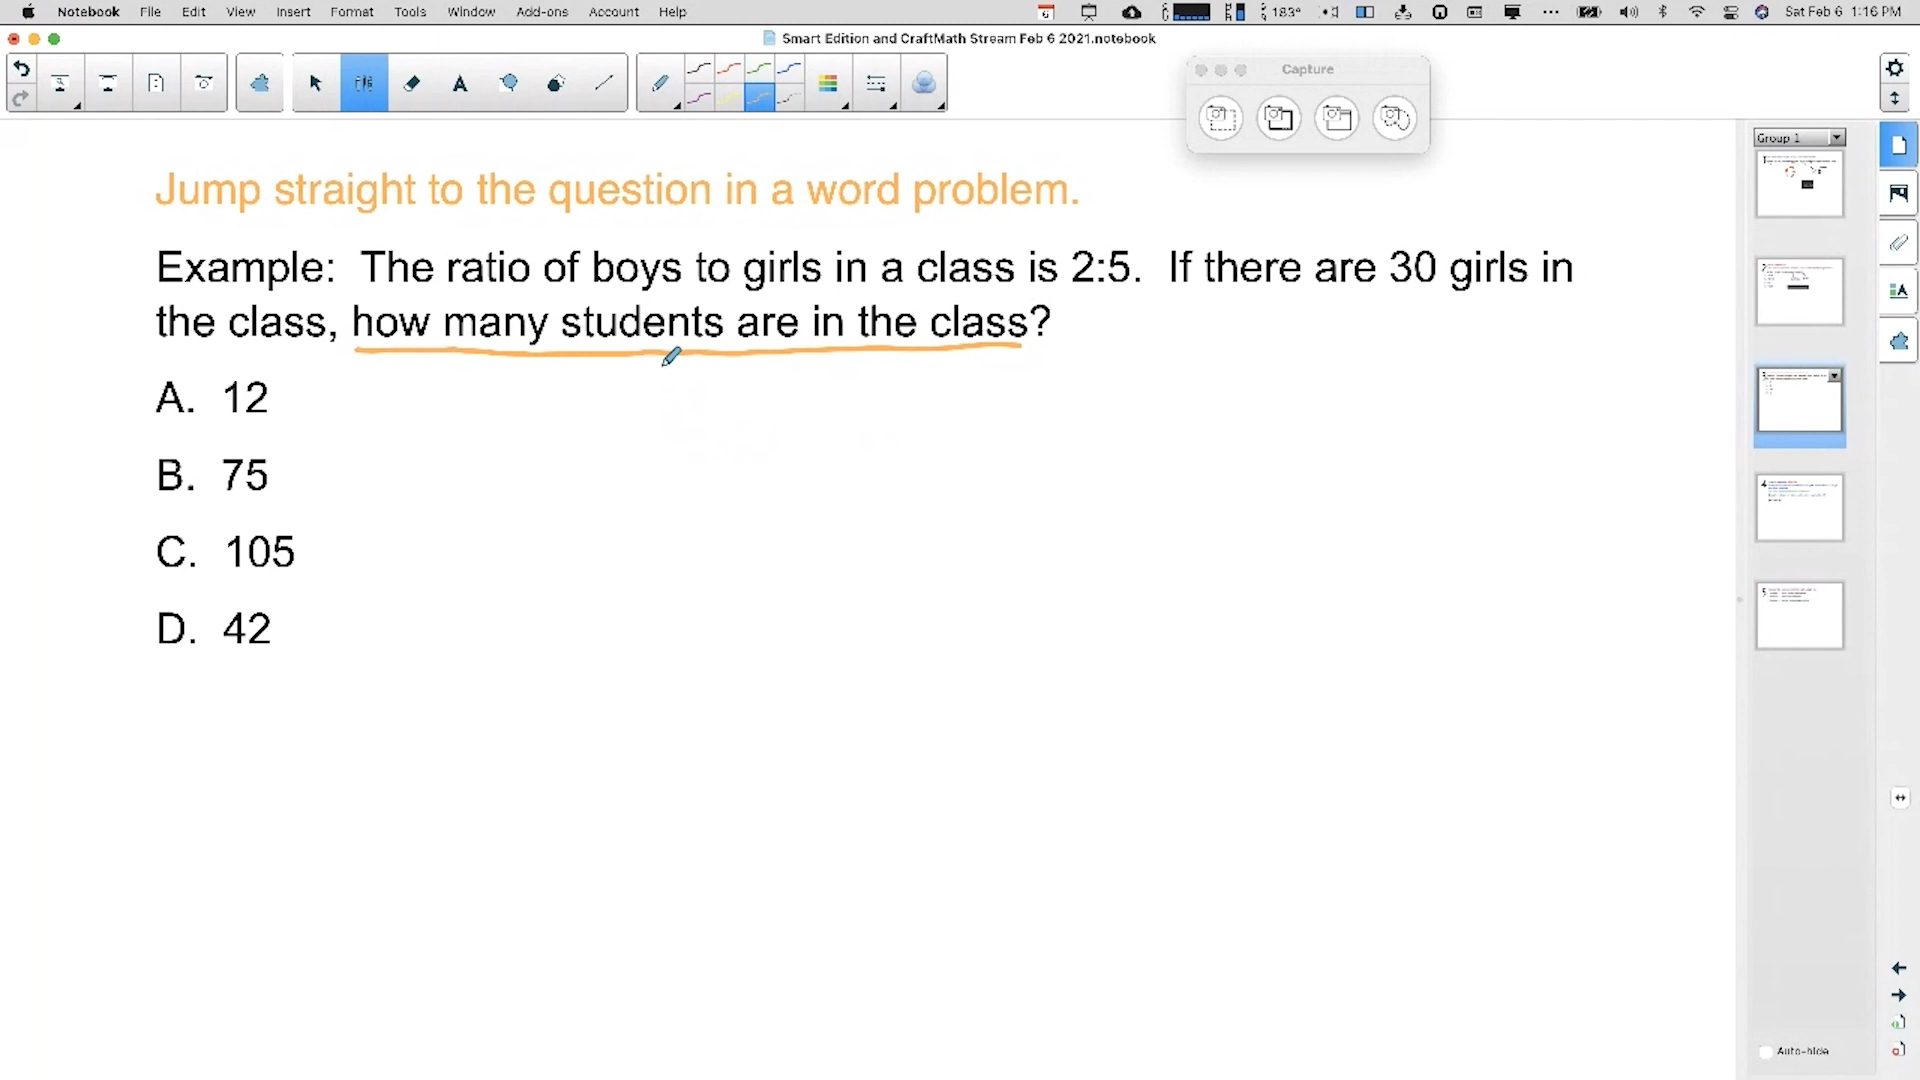 Notebook File Edit View Insert Format Tools Window Add-ons Account Help 183° Sat Feb 6 1:16 PM
Smart Edition and CraftMath Stream Feb 6 2021.notebook
Capture
Group 1
Jump straight to the question in a word problem.
Example: The ratio of boys to girls in a class is 2:5. If there are 30 girls in
the class, how many students are in the class?
A. 12
B. 75
C. 105
D. 42
Auto-hide